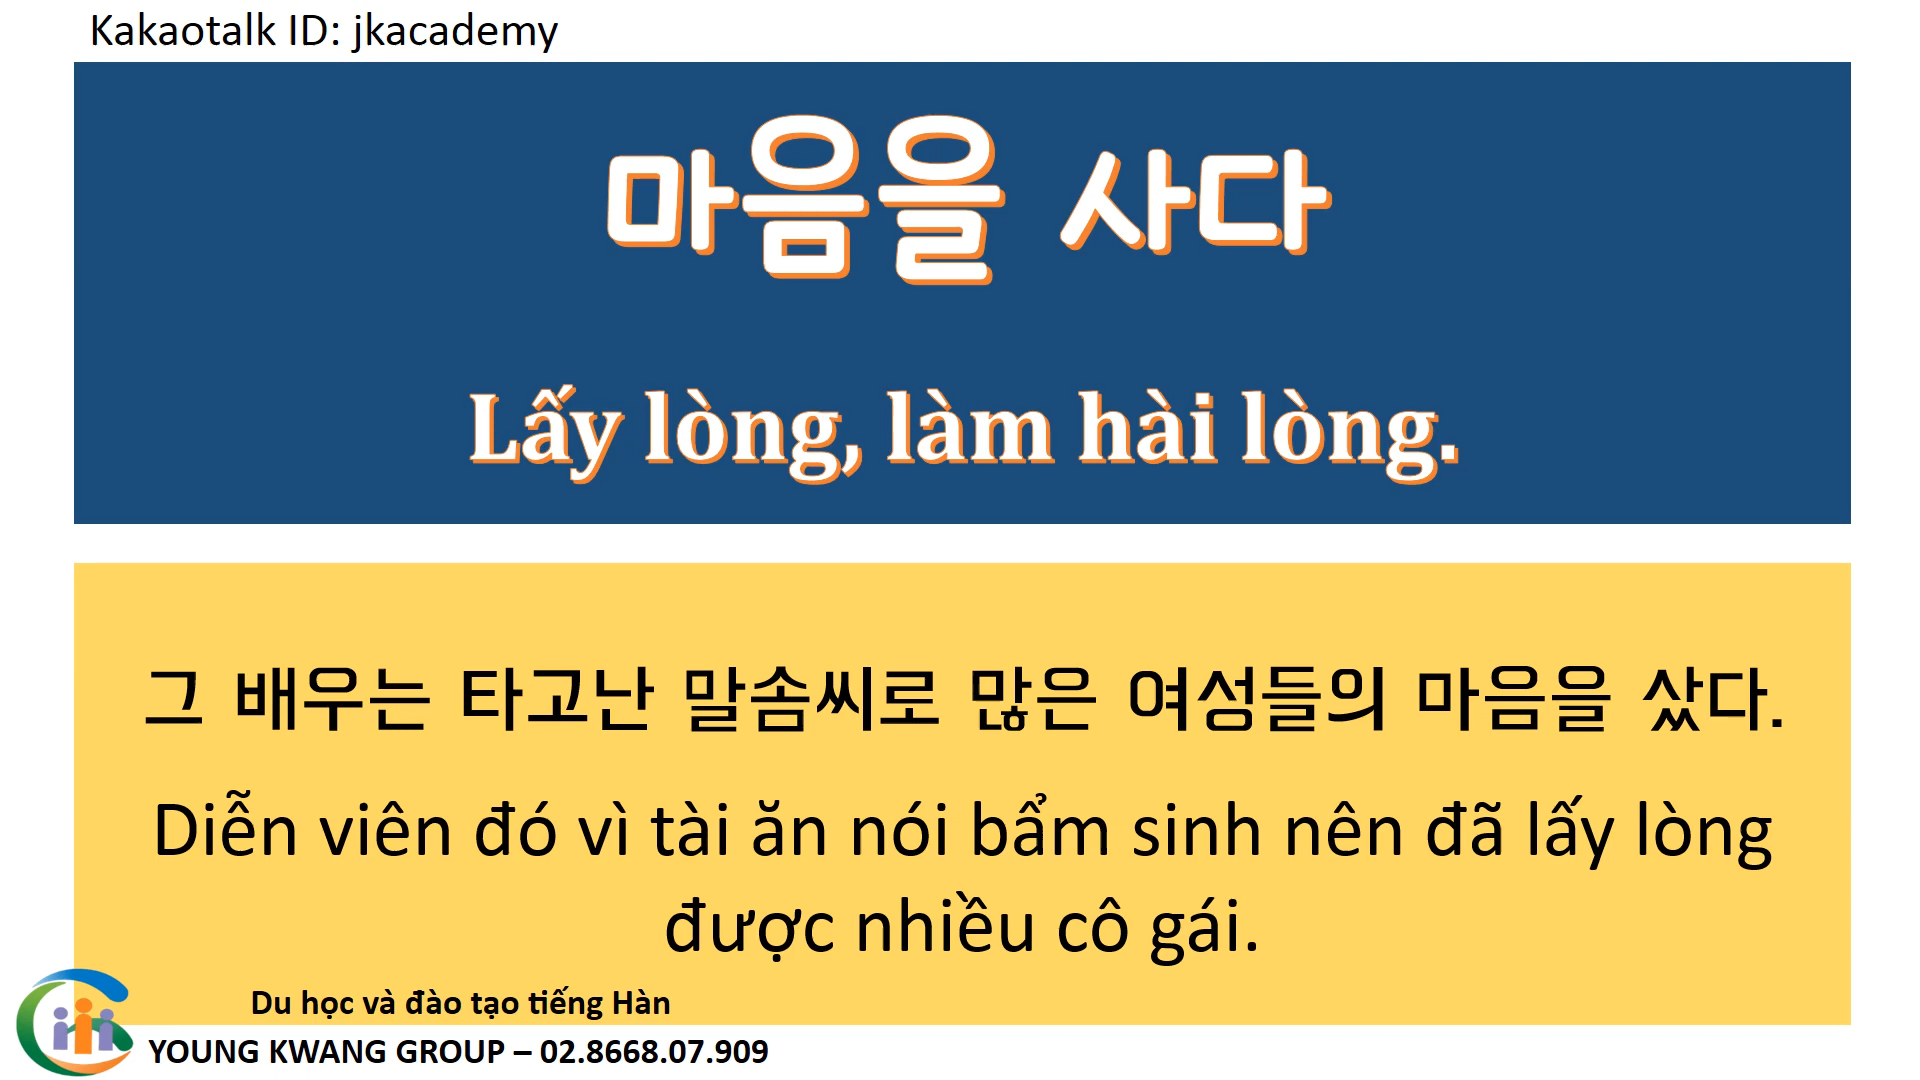 Kakaotalk ID: jkacademy
마음을 사다
Lấy lòng, làm hài lòng.
그 배우는 타고난 말솜씨로 많은 여성들의 마음을 샀다.
Diễn viên đó vì tài ăn nói bẩm sinh nên đã lấy lòng
được nhiều cô gái.
Du học và đào tạo tiếng Hàn
YOUNG KWANG GROUP – 02.8668.07.909